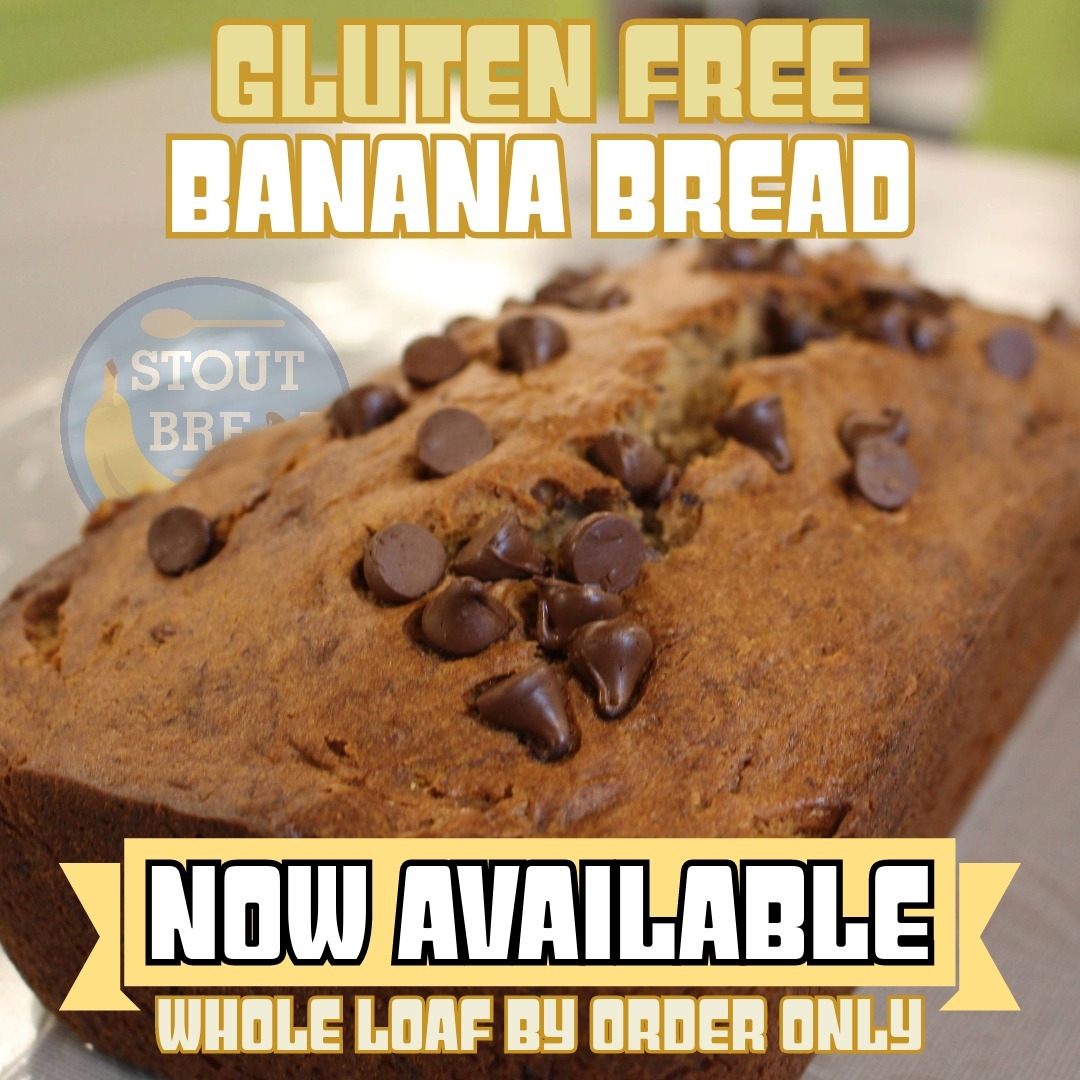 GLUTEN FREE
BANANA BREAD
STOUT
NOW AVAILABLE
WHOLE LOAF BY ORDER ONLY